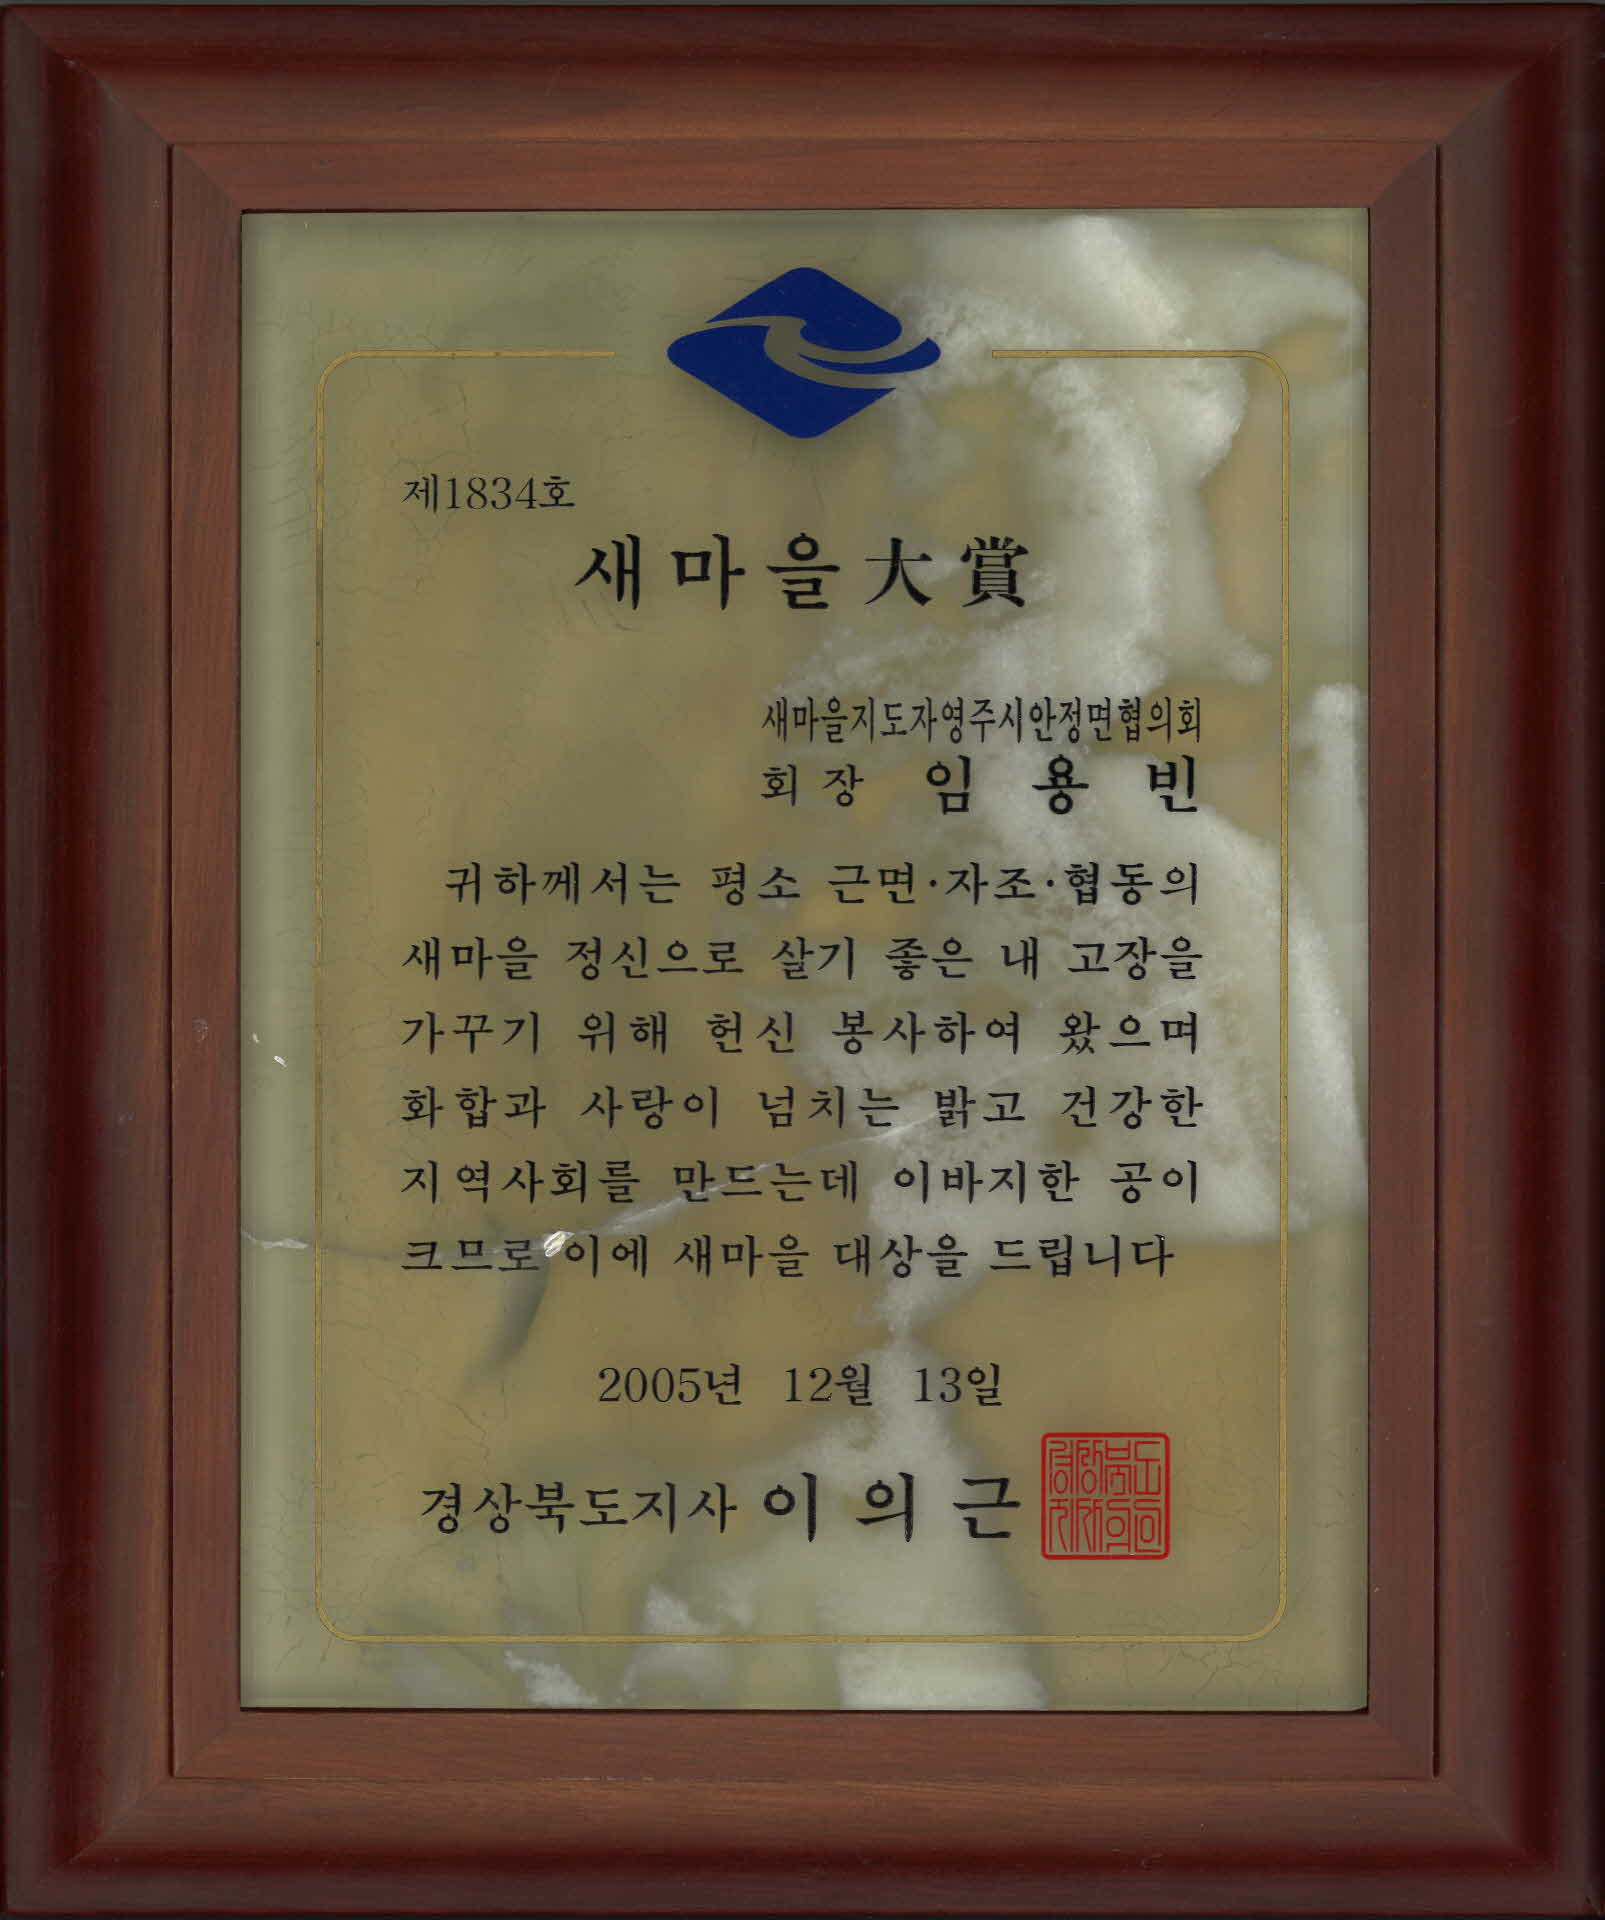 제1834호
새마을大賞
새마을지도자영주시안정면협의회
회 장 임 용 빈
귀하께서는 평소 근면·자조·협동의
새마을 정신으로 살기 좋은 내 고장을
가꾸기 위해 헌신 봉사하여 왔으며
화합과 사랑이 넘치는 밝고 건강한
지역사회를 만드는데 이바지한 공이
크므로 이에 새마을 대상을 드립니다
2005년 12월 13일
경상북도지사 이 의 근